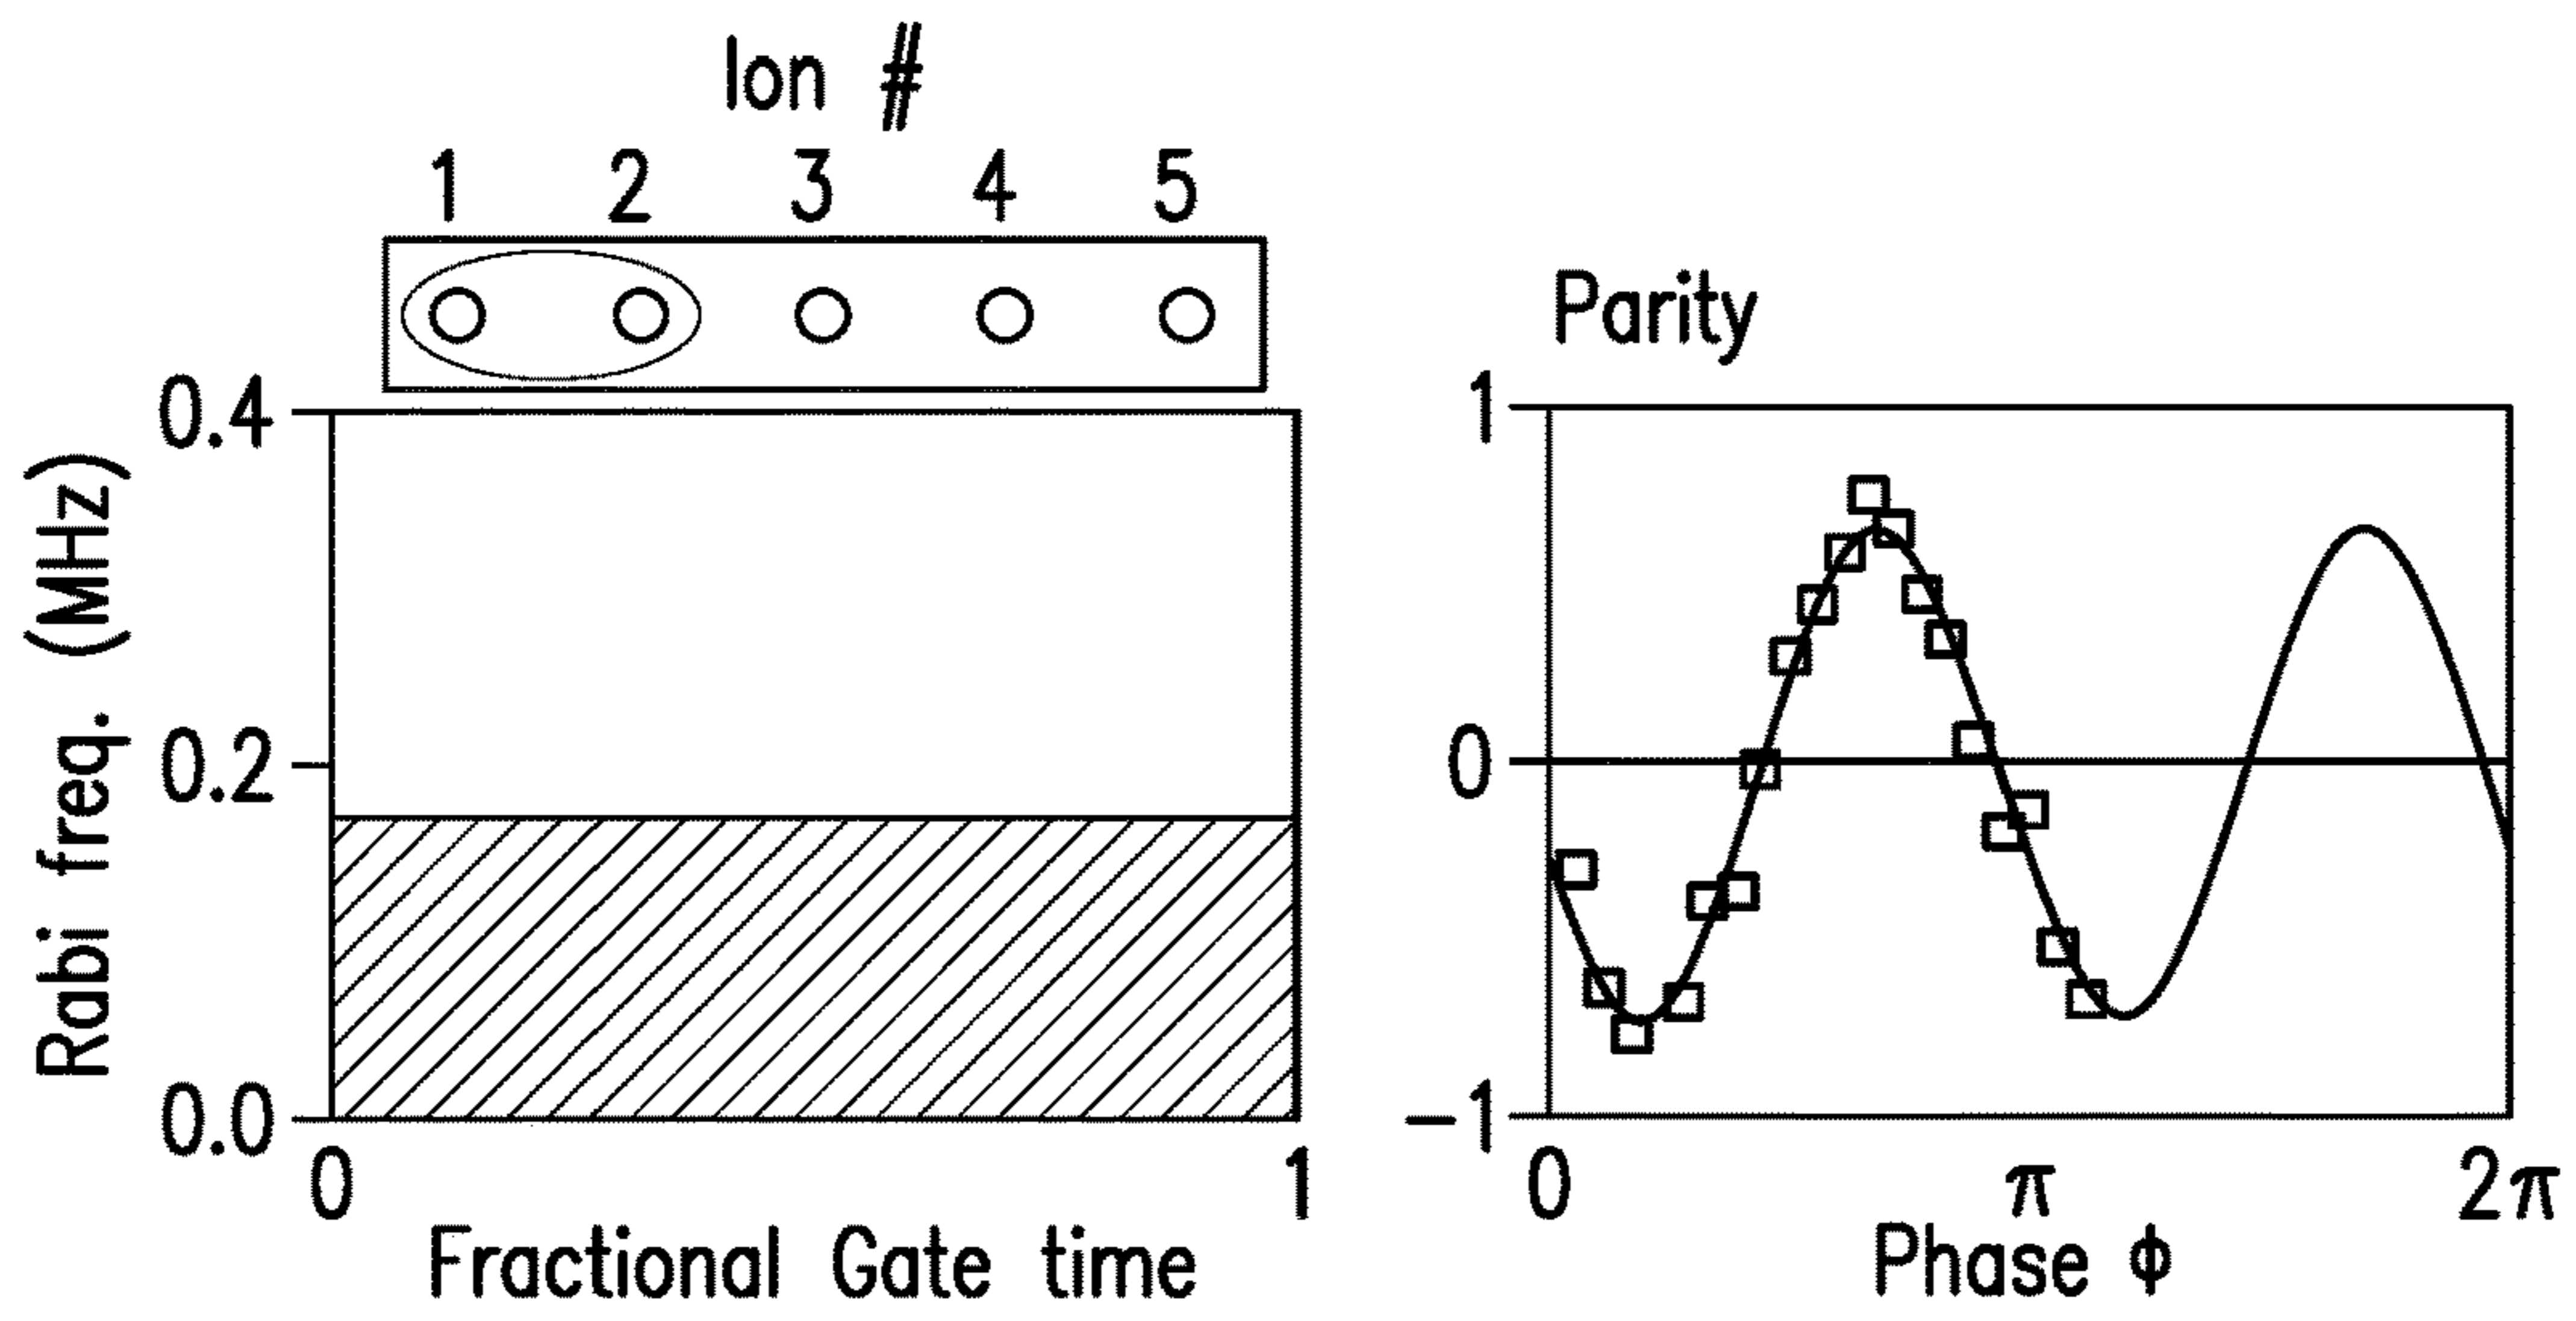 Ion #
1 2 3 4 5
0.4
0.2
0.0
Rabi freq. (MHz)
0 1
Fractional Gate time
Parity
1
0
-1
0 π 2π
Phase ϕ